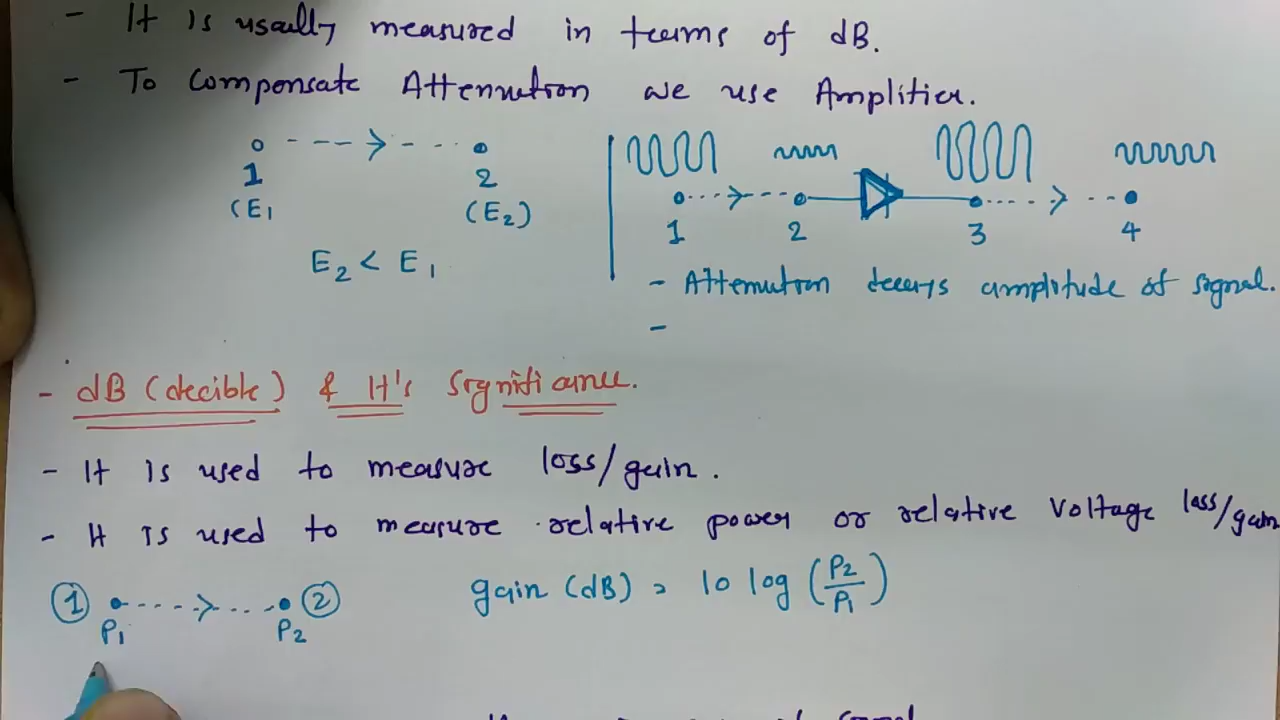 - It is usually measured in terms of dB.
- To Compensate Attenuation we use Amplifier.
1 2
(E1 (E2)
E2 < E1
1 2 3 4
- Attenuation decays amplitude of signal.
-
- dB (decible) & It's Significance.
- It is used to measure loss/gain.
- It is used to measure relative power or relative voltage loss/gain
1 2
P1 P2
gain (dB) = 10 log (P2/P1)